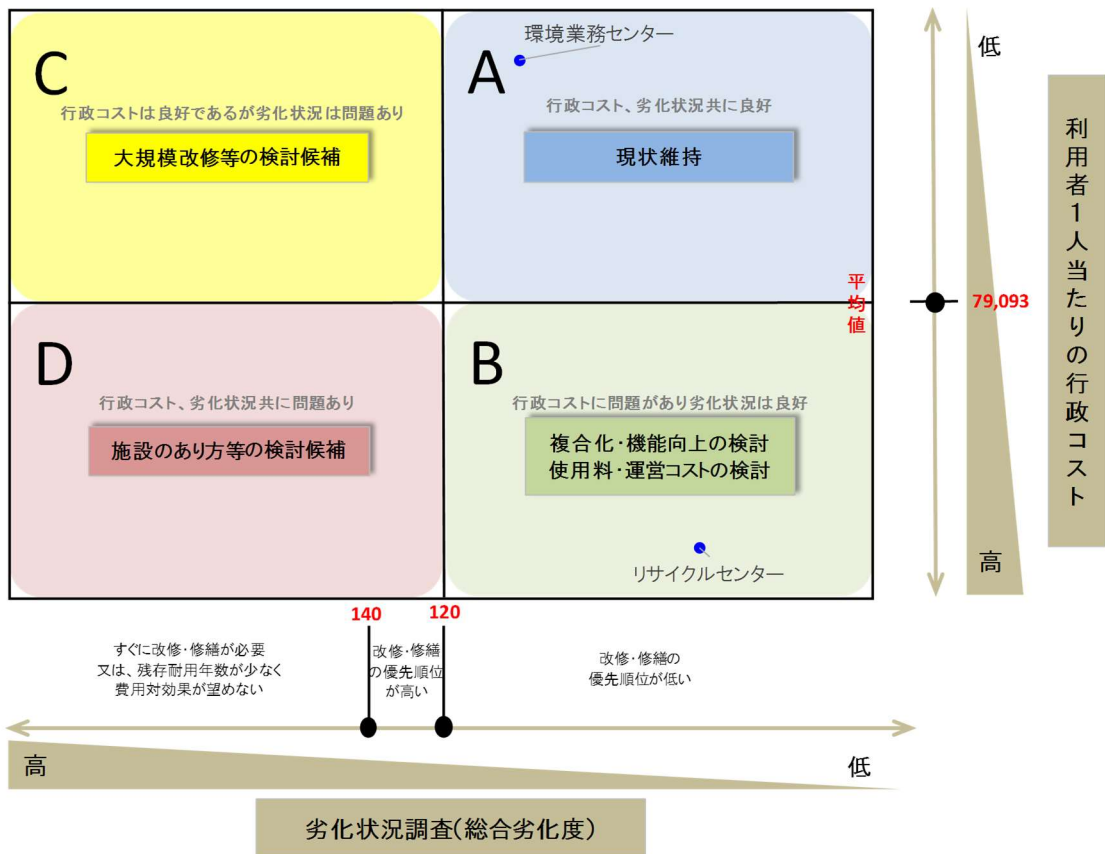 C
行政コストは良好であるが劣化状況は問題あり
大規模改修等の検討候補
環境業務センター
A
行政コスト、劣化状況共に良好
現状維持
平均値
D
行政コスト、劣化状況共に問題あり
施設のあり方等の検討候補
B
行政コストに問題があり劣化状況は良好
複合化・機能向上の検討
使用料・運営コストの検討
リサイクルセンター
低
79,093
高
利用者1人当たりの行政コスト
140
120
すぐに改修・修繕が必要
又は、残存耐用年数が少なく
費用対効果が望めない
改修・修繕
の優先順位
が高い
改修・修繕の
優先順位が低い
高
低
劣化状況調査(総合劣化度)